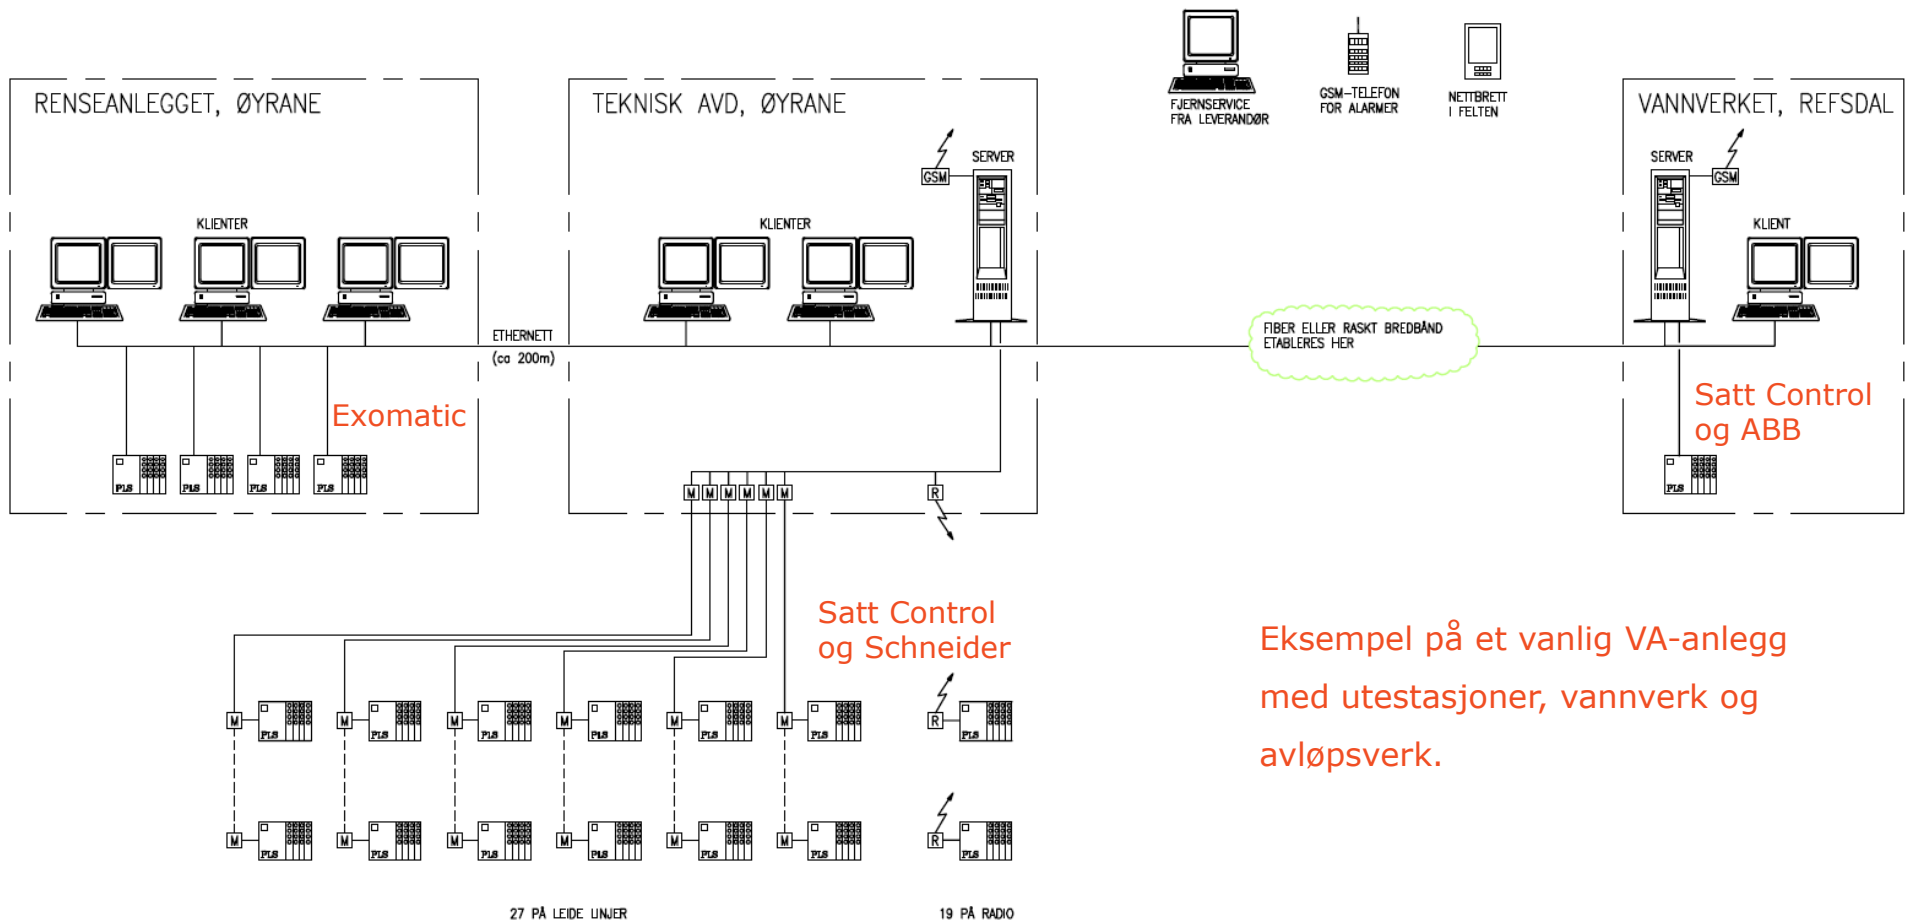 FJERNSERVICE
FRA LEVERANDØR
GSM-TELEFON
FOR ALARMER
NETTBRETT
I FELTEN
RENSEANLEGGET, ØYRANE
KLIENTER
Exomatic
PLS
PLS
PLS
PLS
ETHERNETT
(ca 200m)
TEKNISK AVD, ØYRANE
GSM
SERVER
KLIENTER
M
M
M
M
M
M
R
FIBER ELLER RASKT BREDBÅND
ETABLERES HER
VANNVERKET, REFSDAL
SERVER
GSM
KLIENT
Satt Control
og ABB
PLS
Satt Control
og Schneider
M PLS M PLS M PLS M PLS M PLS M PLS R PLS
M PLS M PLS M PLS M PLS M PLS M PLS R PLS
27 PÅ LEIDE LINJER
19 PÅ RADIO
Eksempel på et vanlig VA-anlegg
med utestasjoner, vannverk og
avløpsverk.